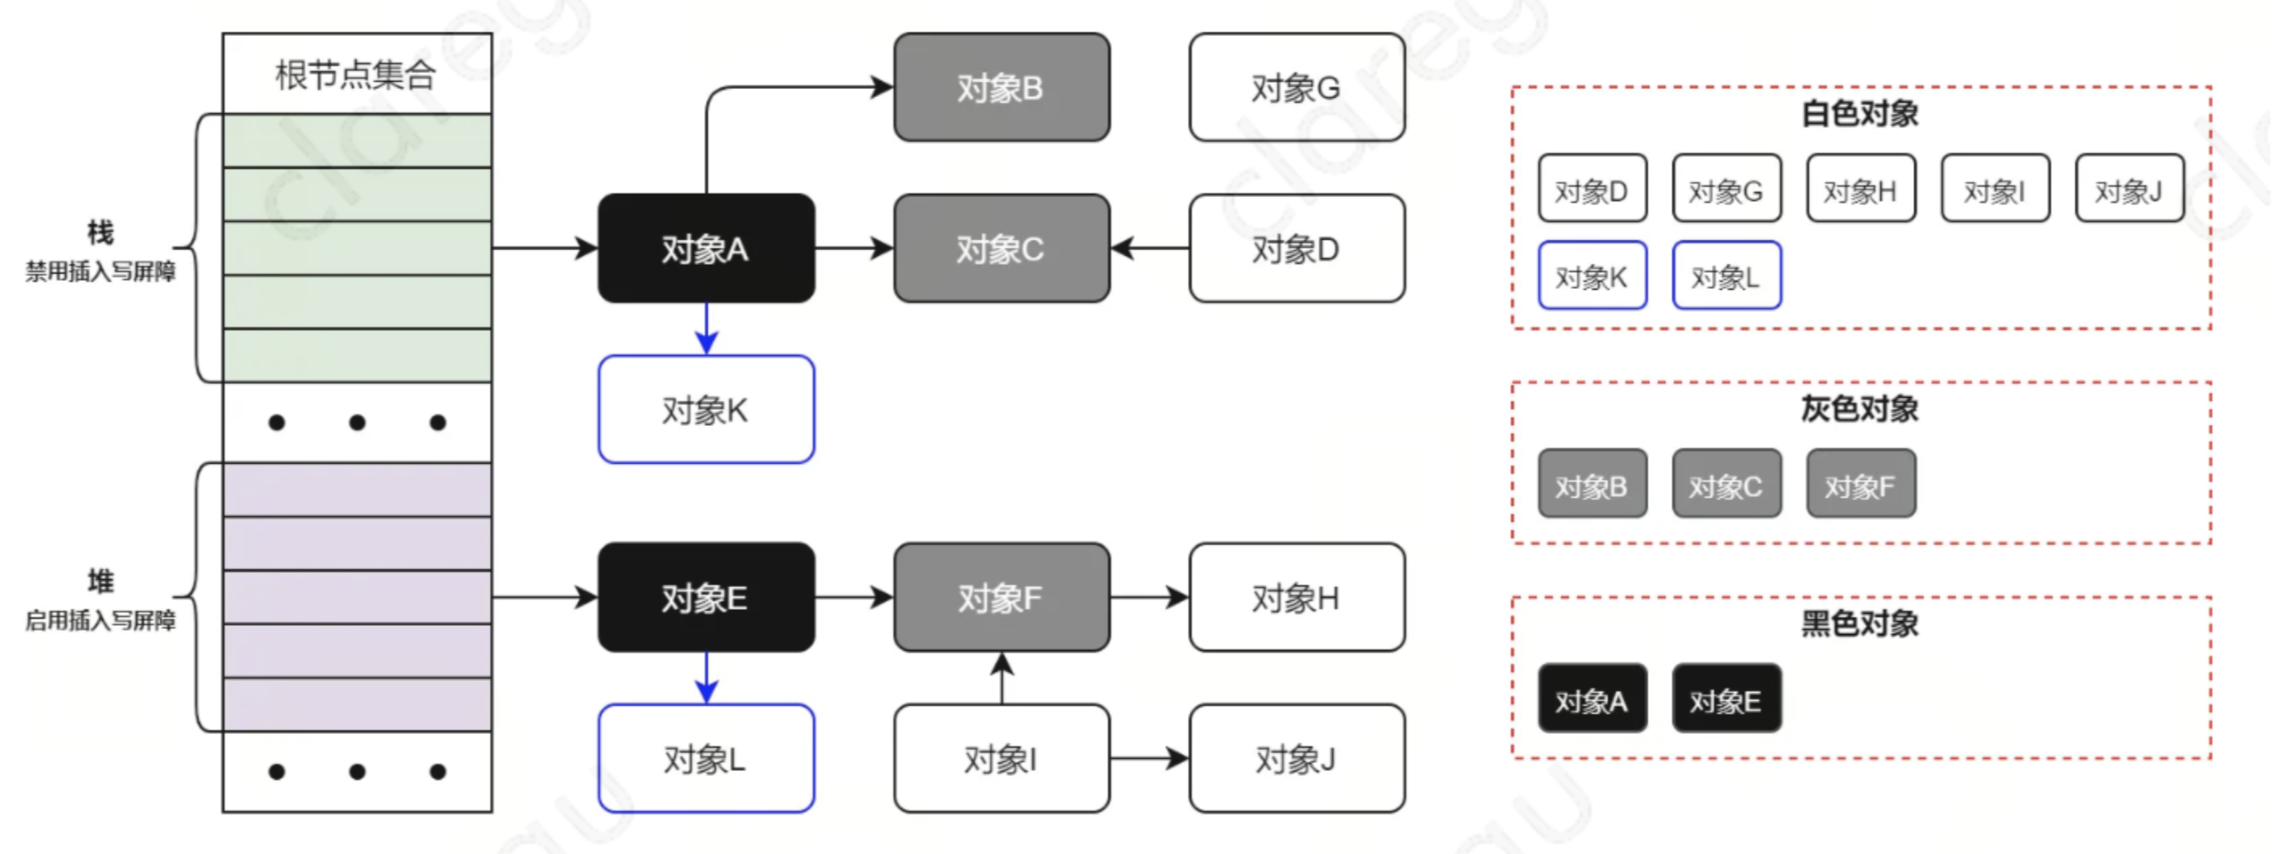 根节点集合
栈
禁用插入写屏障
堆
启用插入写屏障
对象B
对象G
对象A
对象C
对象D
对象K
对象E
对象F
对象H
对象L
对象I
对象J
白色对象
对象D 对象G 对象H 对象I 对象J
对象K 对象L
灰色对象
对象B 对象C 对象F
黑色对象
对象A 对象E